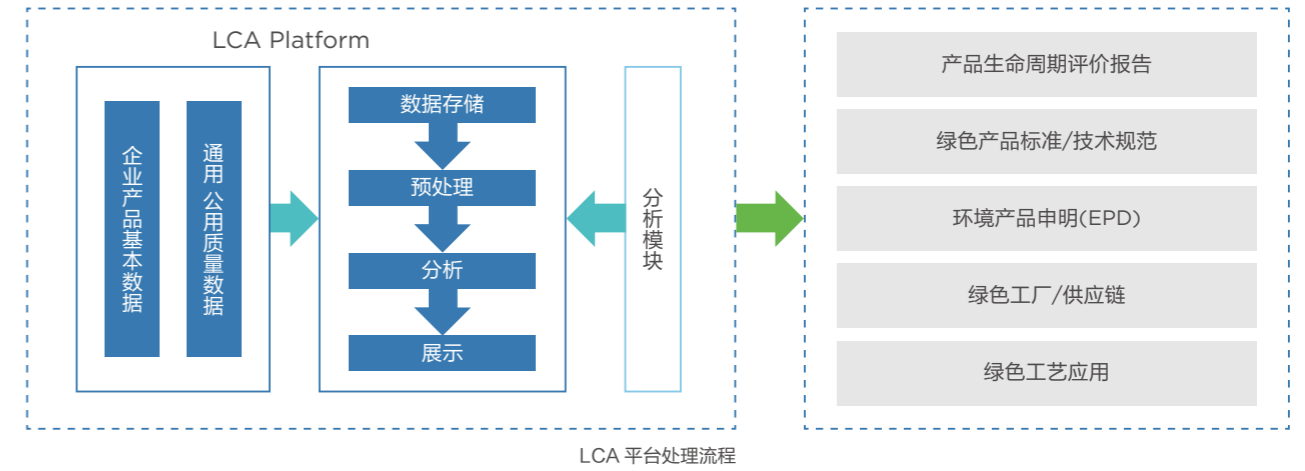 LCA Platform
企业产品基本数据
通用 公用质量数据
数据存储
预处理
分析
展示
分析模块
产品生命周期评价报告
绿色产品标准/技术规范
环境产品申明(EPD)
绿色工厂/供应链
绿色工艺应用
LCA 平台处理流程